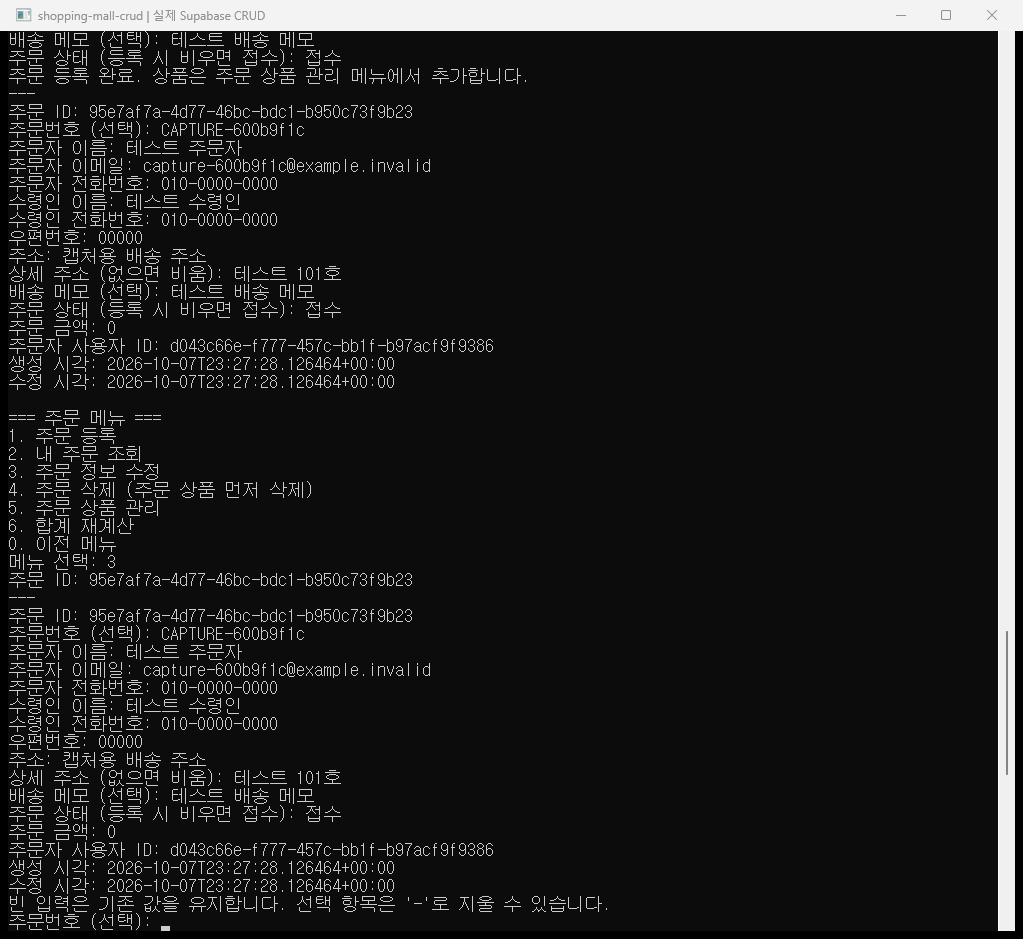 shopping-mall-crud | 실제 Supabase CRUD
배송 메모 (선택): 테스트 배송 메모
주문 상태 (등록 시 비우면 접수): 접수
주문 등록 완료. 상품은 주문 상품 관리 메뉴에서 추가합니다.
---
주문 ID: 95e7af7a-4d77-46bc-bdc1-b950c73f9b23
주문번호 (선택): CAPTURE-600b9f1c
주문자 이름: 테스트 주문자
주문자 이메일: capture-600b9f1c@example.invalid
주문자 전화번호: 010-0000-0000
수령인 이름: 테스트 수령인
수령인 전화번호: 010-0000-0000
우편번호: 00000
주소: 캡처용 배송 주소
상세 주소 (없으면 비움): 테스트 101호
배송 메모 (선택): 테스트 배송 메모
주문 상태 (등록 시 비우면 접수): 접수
주문 금액: 0
주문자 사용자 ID: d043c66e-f777-457c-bb1f-b97acf9f9386
생성 시각: 2026-10-07T23:27:28.126464+00:00
수정 시각: 2026-10-07T23:27:28.126464+00:00
=== 주문 메뉴 ===
1. 주문 등록
2. 내 주문 조회
3. 주문 정보 수정
4. 주문 삭제 (주문 상품 먼저 삭제)
5. 주문 상품 관리
6. 합계 재계산
0. 이전 메뉴
메뉴 선택: 3
주문 ID: 95e7af7a-4d77-46bc-bdc1-b950c73f9b23
---
주문 ID: 95e7af7a-4d77-46bc-bdc1-b950c73f9b23
주문번호 (선택): CAPTURE-600b9f1c
주문자 이름: 테스트 주문자
주문자 이메일: capture-600b9f1c@example.invalid
주문자 전화번호: 010-0000-0000
수령인 이름: 테스트 수령인
수령인 전화번호: 010-0000-0000
우편번호: 00000
주소: 캡처용 배송 주소
상세 주소 (없으면 비움): 테스트 101호
배송 메모 (선택): 테스트 배송 메모
주문 상태 (등록 시 비우면 접수): 접수
주문 금액: 0
주문자 사용자 ID: d043c66e-f777-457c-bb1f-b97acf9f9386
생성 시각: 2026-10-07T23:27:28.126464+00:00
수정 시각: 2026-10-07T23:27:28.126464+00:00
빈 입력은 기존 값을 유지합니다. 선택 항목은 '-'로 지울 수 있습니다.
주문번호 (선택):